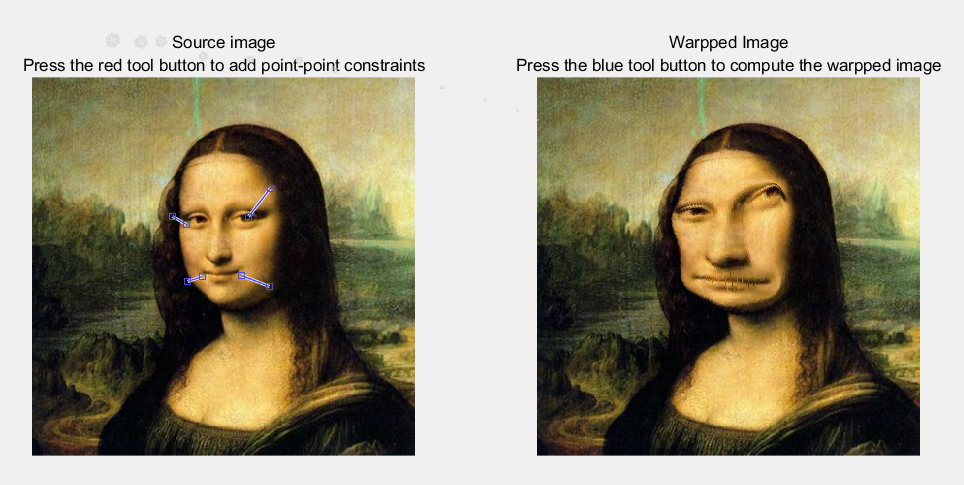 Source image
Press the red tool button to add point-point constraints
Warpped Image
Press the blue tool button to compute the warpped image